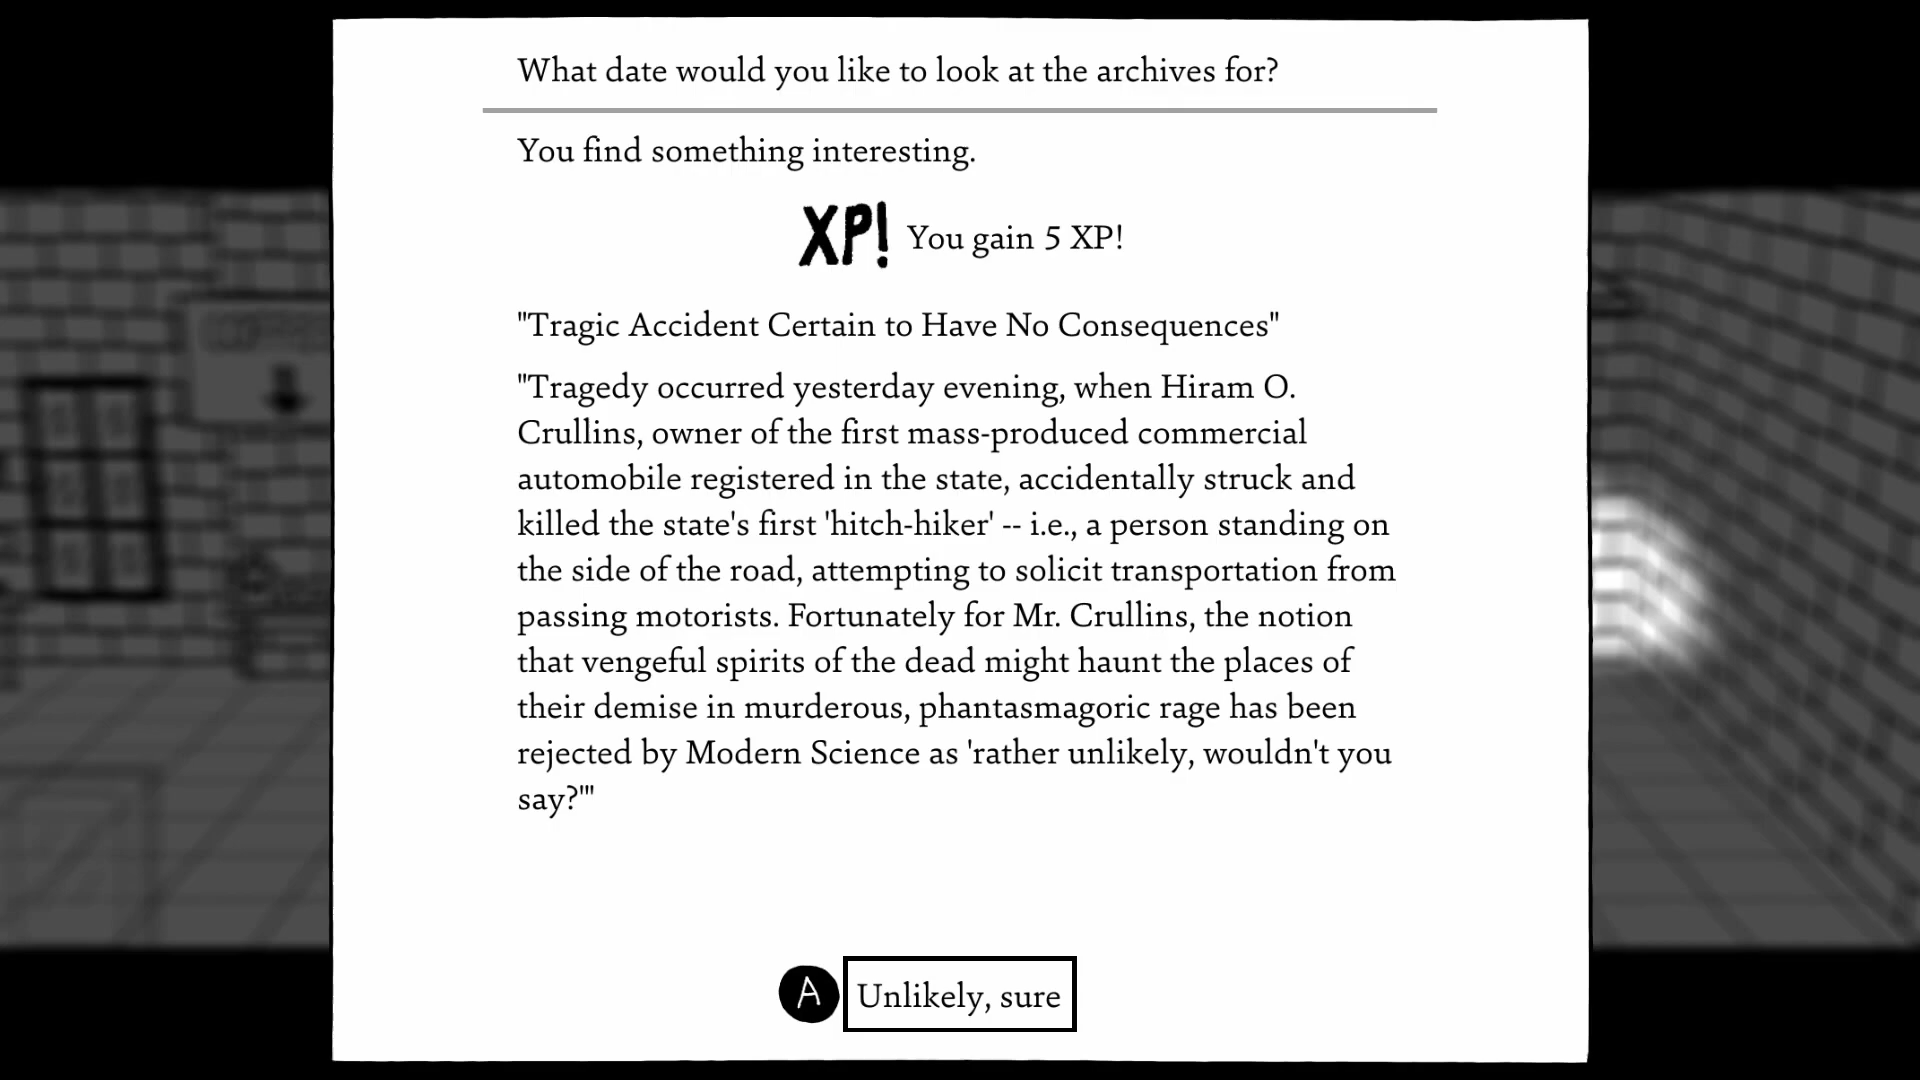 What date would you like to look at the archives for?
You find something interesting.
XP! You gain 5 XP!
"Tragic Accident Certain to Have No Consequences"
"Tragedy occurred yesterday evening, when Hiram O.
Crullins, owner of the first mass-produced commercial
automobile registered in the state, accidentally struck and
killed the state's first 'hitch-hiker' -- i.e., a person standing on
the side of the road, attempting to solicit transportation from
passing motorists. Fortunately for Mr. Crullins, the notion
that vengeful spirits of the dead might haunt the places of
their demise in murderous, phantasmagoric rage has been
rejected by Modern Science as 'rather unlikely, wouldn't you
say?'"
A Unlikely, sure